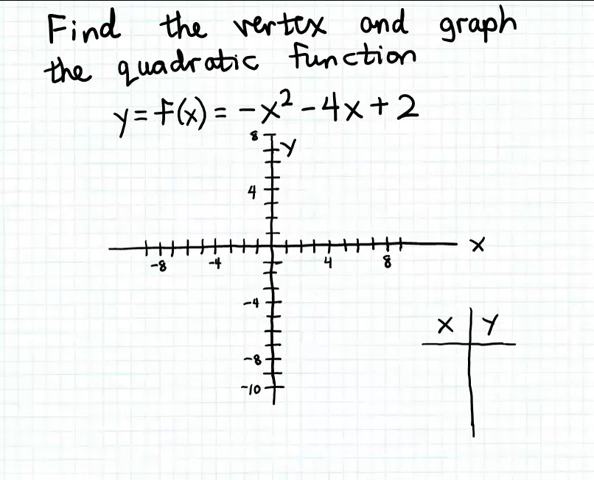 Find the vertex and graph
the quadratic function
y = f(x) = -x² - 4x + 2
8
Y
4
-8 -4 4 8 X
-4
X Y
-8
-10